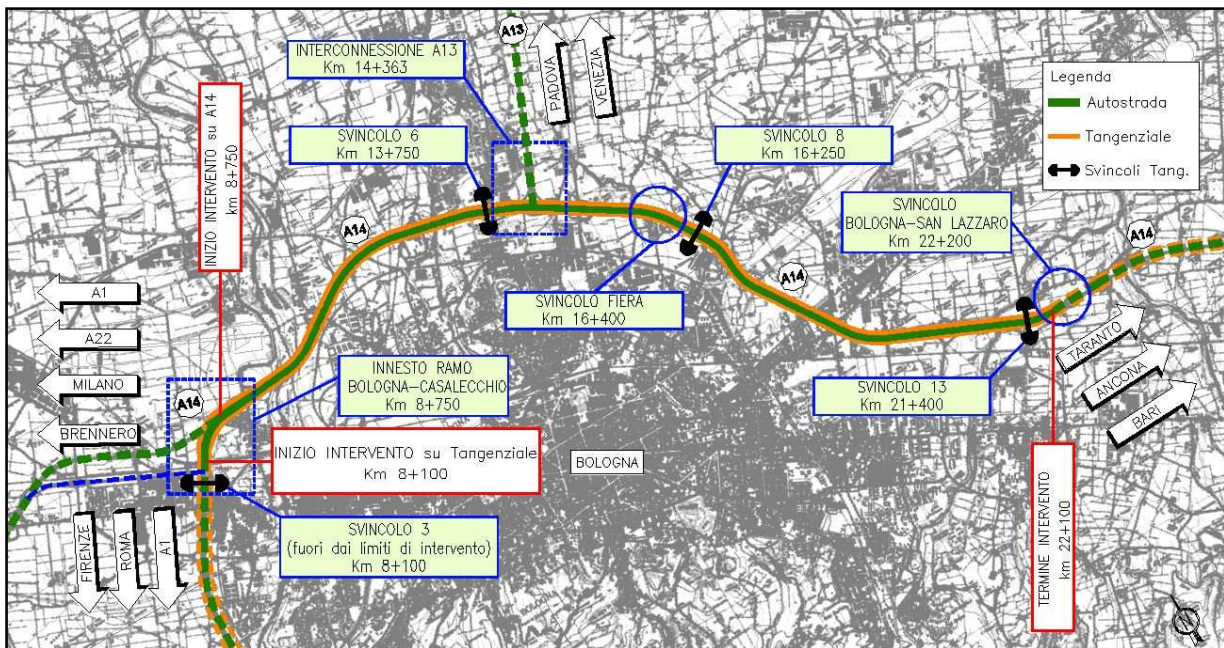 A13
PADOVA
VENEZIA
INTERCONNESSIONE A13
Km 14+363
SVINCOLO 6
Km 13+750
INIZIO INTERVENTO su A14
km 8+750
SVINCOLO 8
Km 16+250
Legenda
Autostrada
Tangenziale
Svincoli Tang.
SVINCOLO
BOLOGNA-SAN LAZZARO
Km 22+200
A14
A14
A14
SVINCOLO FIERA
Km 16+400
A1
A22
MILANO
BRENNERO
A14
INNESTO RAMO
BOLOGNA-CASALECCHIO
Km 8+750
TARANTO
ANCONA
BARI
SVINCOLO 13
Km 21+400
INIZIO INTERVENTO su Tangenziale
Km 8+100
BOLOGNA
SVINCOLO 3
(fuori dai limiti di intervento)
Km 8+100
FIRENZE
ROMA
A1
TERMINE INTERVENTO
km 22+100